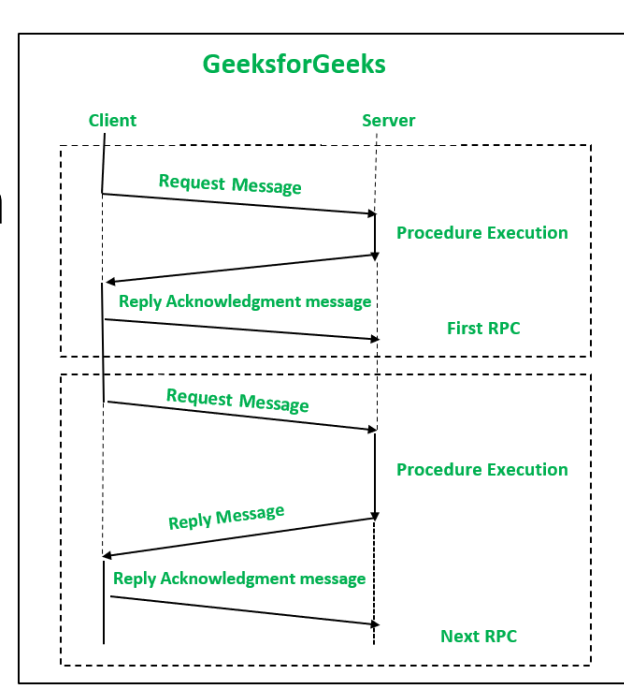 GeeksforGeeks
Client
Server
Request Message
Procedure Execution
Reply Acknowledgment message
First RPC
Request Message
Procedure Execution
Reply Message
Reply Acknowledgment message
Next RPC